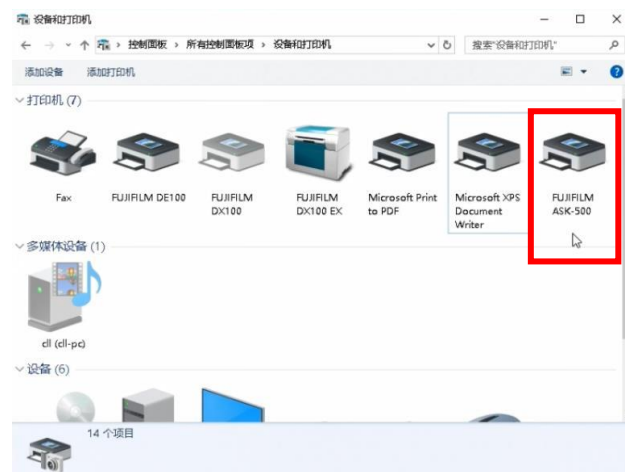 设备和打印机
控制面板 › 所有控制面板项 › 设备和打印机
搜索"设备和打印机"
添加设备 添加打印机
打印机 (7)
Fax
FUJIFILM DE100
FUJIFILM
DX100
FUJIFILM
DX100 EX
Microsoft Print
to PDF
Microsoft XPS
Document
Writer
FUJIFILM
ASK-500
多媒体设备 (1)
cll (cll-pc)
设备 (6)
14 个项目